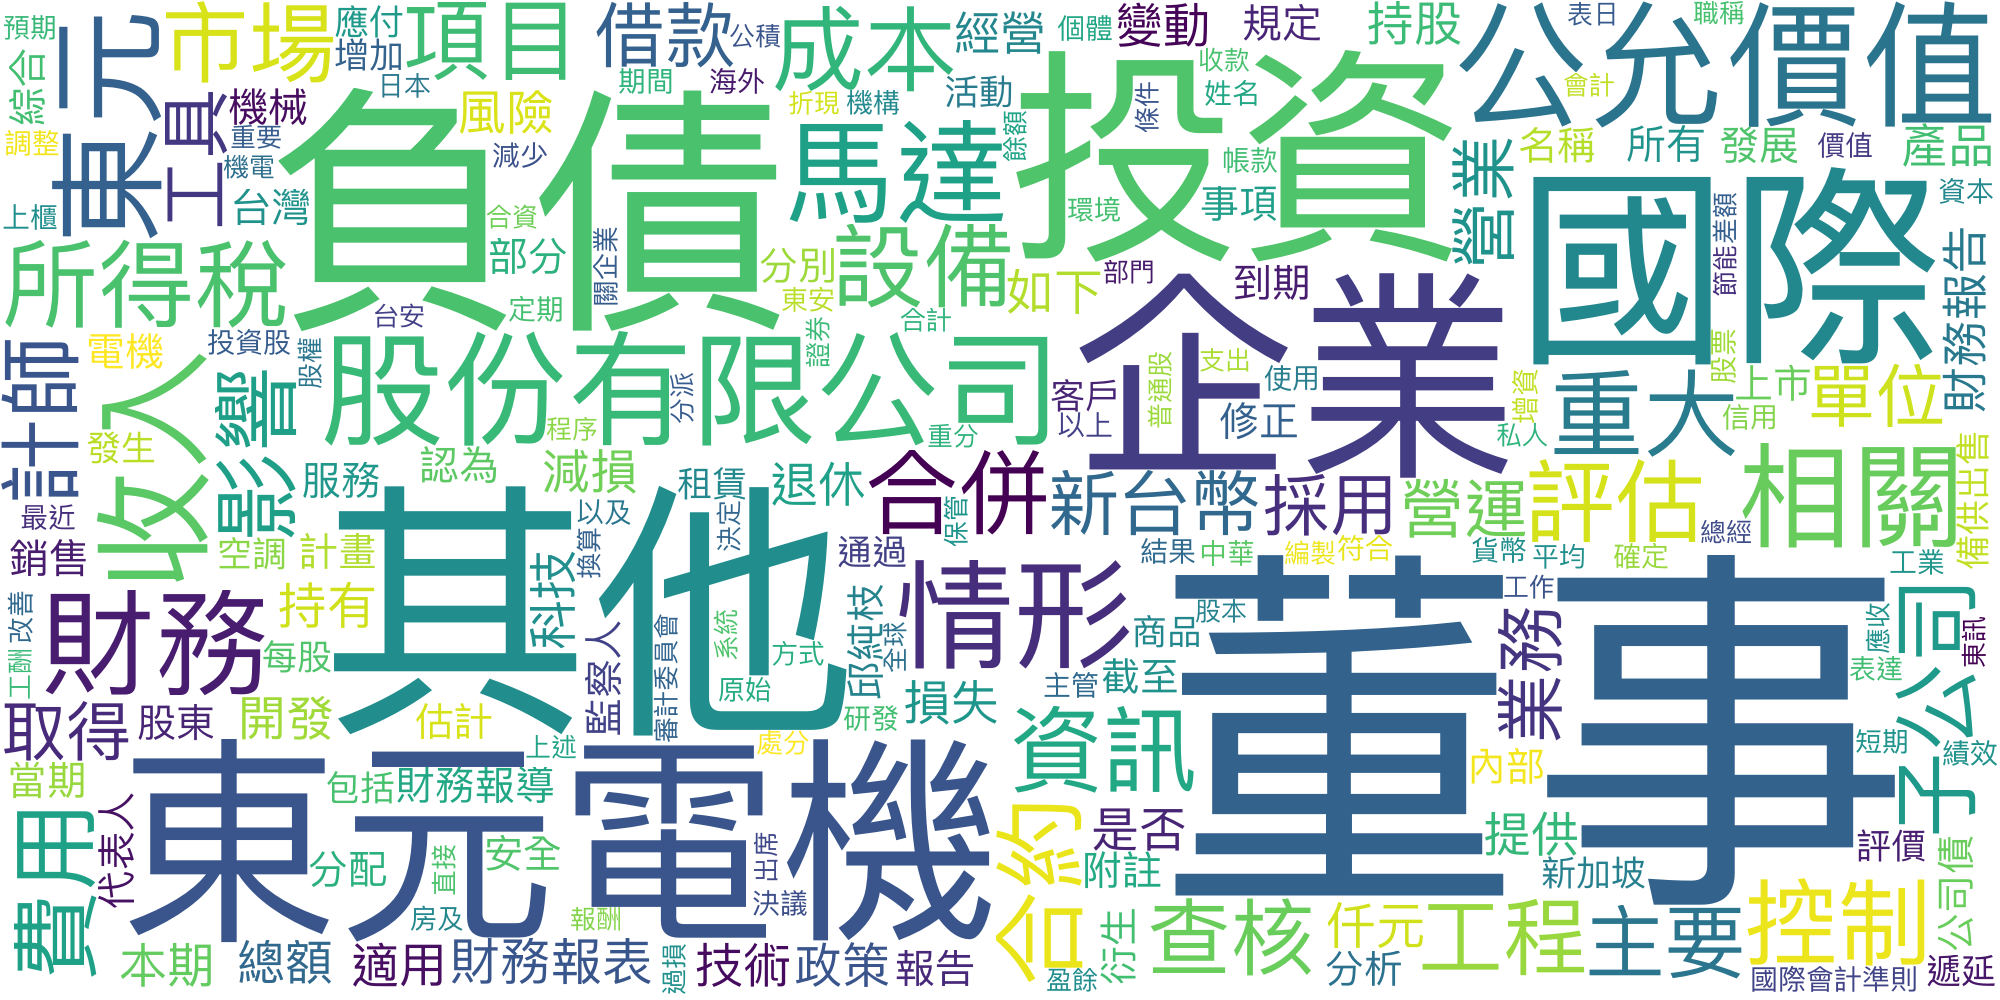 預期
市場
應付
項目
借款
公積
成本
經營
個體
變動
規定
持股
公允價值
表日
職稱
東元
綜合
工具
機械
增加
日本
風險
期間
海外
折現
機構
活動
收款
姓名
投資
會計
調整
重要
機電
減少
負債
馬達
餘額
條件
帳款
營業
名稱
所有
發展
價值
產品
上櫃
台灣
合資
部分
關企業
分別
設備
環境
事項
國際
節能
差額
資本
所得稅
定期
東安
如下
部門
到期
財務報告
台安
電機
投資股
股權
合計
證券
股份有限公司
企業
支出
使用
股票
上市
單位
計師
收入
影響
發生
分派
程序
重分
普通股
客戶
以上
修正
增資
私人
重大
信用
服務
認為
減損
租賃
退休
合併
新台幣
採用
營運
評估
相關
備供出售
最近
銷售
空調
計畫
以及
換算
決定
保管
通過
結果
中華
編製
符合
貨幣
平均
確定
總經
工業
改善
財務
持有
其他
科技
邱純枝
全球
情形
商品
股本
工作
董事
業務
應收
子公司
東訊
工酬
每股
監察人
審計委員會
系統
方式
原始
主管
截至
表達
取得
股東
開發
估計
上述
處分
研發
損失
資訊
內部
短期
績效
當期
代表人
包括
財務報導
東元電機
合約
是否
提供
評價
費用
分配
直接
安全
出席
決議
附註
新加坡
公司債
房及
報酬
本期
總額
適用
財務報表
過損
技術
政策
報告
盈餘
衍生
查核
仟元
分析
工程
主要
控制
國際會計準則
遞延